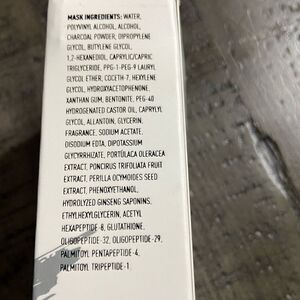 MASK INGREDIENTS: WATER,
POLYVINYL ALCOHOL, ALCOHOL,
CHARCOAL POWDER, DIPROPYLENE
GLYCOL, BUTYLENE GLYCOL,
1,2-HEXANEDIOL, CAPRYLIC/CAPRIC
TRIGLYCERIDE, PPG-1-PEG-9 LAURYL
GLYCOL ETHER, COCETH-7, HEXYLENE
GLYCOL, HYDROXYACETOPHENONE,
XANTHAN GUM, BENTONITE, PEG-40
HYDROGENATED CASTOR OIL, CAPRYLYL
GLYCOL, ALLANTOIN, GLYCERIN,
FRAGRANCE, SODIUM ACETATE,
DISODIUM EDTA, DIPOTASSIUM
GLYCYRRHIZATE, PORTULACA OLERACEA
EXTRACT, PONCIRUS TRIFOLIATA FRUIT
EXTRACT, PERILLA OCYMOIDES SEED
EXTRACT, PHENOXYETHANOL,
HYDROLYZED GINSENG SAPONINS,
ETHYLHEXYLGLYCERIN, ACETYL
HEXAPEPTIDE-8, GLUTATHIONE,
OLIGOPEPTIDE-32, OLIGOPEPTIDE-29,
PALMITOYL PENTAPEPTIDE-4,
PALMITOYL TRIPEPTIDE-1